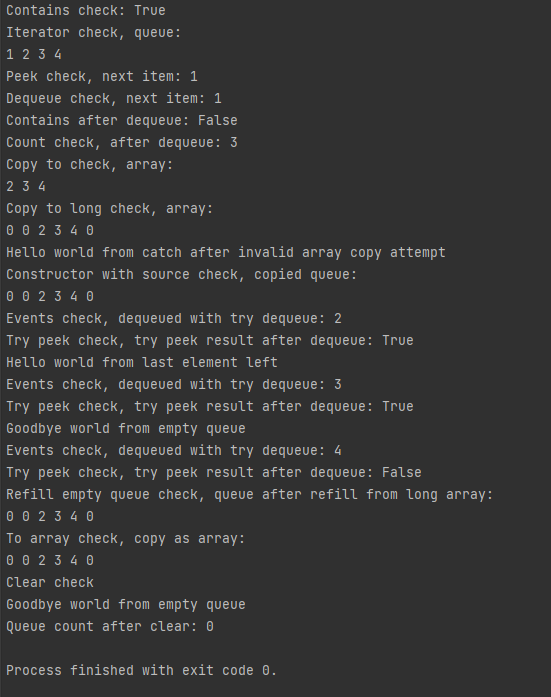 Contains check: True
Iterator check, queue:
1 2 3 4
Peek check, next item: 1
Dequeue check, next item: 1
Contains after dequeue: False
Count check, after dequeue: 3
Copy to check, array:
2 3 4
Copy to long check, array:
0 0 2 3 4 0
Hello world from catch after invalid array copy attempt
Constructor with source check, copied queue:
0 0 2 3 4 0
Events check, dequeued with try dequeue: 2
Try peek check, try peek result after dequeue: True
Hello world from last element left
Events check, dequeued with try dequeue: 3
Try peek check, try peek result after dequeue: True
Goodbye world from empty queue
Events check, dequeued with try dequeue: 4
Try peek check, try peek result after dequeue: False
Refill empty queue check, queue after refill from long array:
0 0 2 3 4 0
To array check, copy as array:
0 0 2 3 4 0
Clear check
Goodbye world from empty queue
Queue count after clear: 0
Process finished with exit code 0.